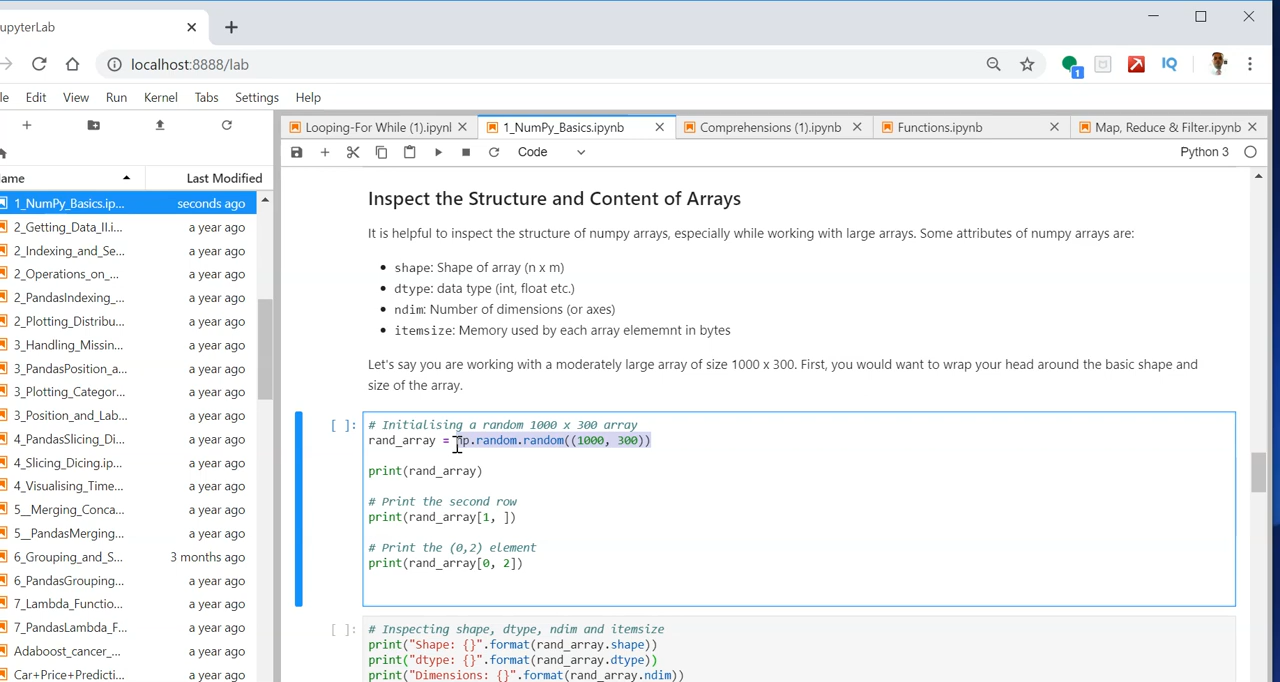 upyterLab
localhost:8888/lab
1
IQ
le Edit View Run Kernel Tabs Settings Help
Looping-For While (1).ipynl
1_NumPy_Basics.ipynb
Comprehensions (1).ipynb
Functions.ipynb
Map, Reduce & Filter.ipynb
Code
Python 3
ame Last Modified
1_NumPy_Basics.ip... seconds ago
2_Getting_Data_II.i... a year ago
2_Indexing_and_Se... a year ago
2_Operations_on_... a year ago
2_PandasIndexing_... a year ago
2_Plotting_Distribu... a year ago
3_Handling_Missin... a year ago
3_PandasPosition_a... a year ago
3_Plotting_Categor... a year ago
3_Position_and_Lab... a year ago
4_PandasSlicing_Di... a year ago
4_Slicing_Dicing.ip... a year ago
4_Visualising_Time... a year ago
5__Merging_Conca... a year ago
5__PandasMerging... a year ago
6_Grouping_and_S... 3 months ago
6_PandasGrouping... a year ago
7_Lambda_Functio... a year ago
7_PandasLambda_F... a year ago
Adaboost_cancer_... a year ago
Car+Price+Predicti... a year ago
Inspect the Structure and Content of Arrays
It is helpful to inspect the structure of numpy arrays, especially while working with large arrays. Some attributes of numpy arrays are:
• shape: Shape of array (n x m)
• dtype: data type (int, float etc.)
• ndim: Number of dimensions (or axes)
• itemsize: Memory used by each array elememnt in bytes
Let's say you are working with a moderately large array of size 1000 x 300. First, you would want to wrap your head around the basic shape and
size of the array.
[ ]: # Initialising a random 1000 x 300 array
rand_array = np.random.random((1000, 300))
print(rand_array)
# Print the second row
print(rand_array[1, ])
# Print the (0,2) element
print(rand_array[0, 2])
[ ]: # Inspecting shape, dtype, ndim and itemsize
print("Shape: {}".format(rand_array.shape))
print("dtype: {}".format(rand_array.dtype))
print("Dimensions: {}".format(rand_array.ndim))